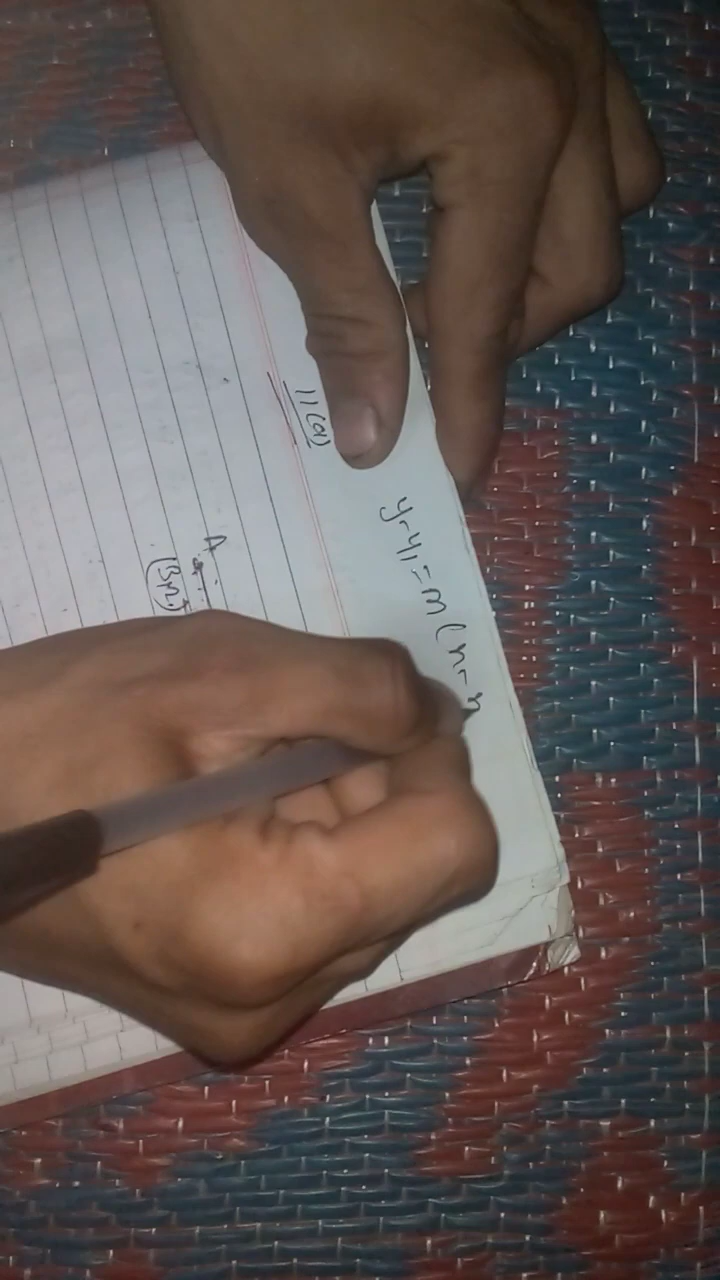 y-y₁ = m(x-x
11(a)
A